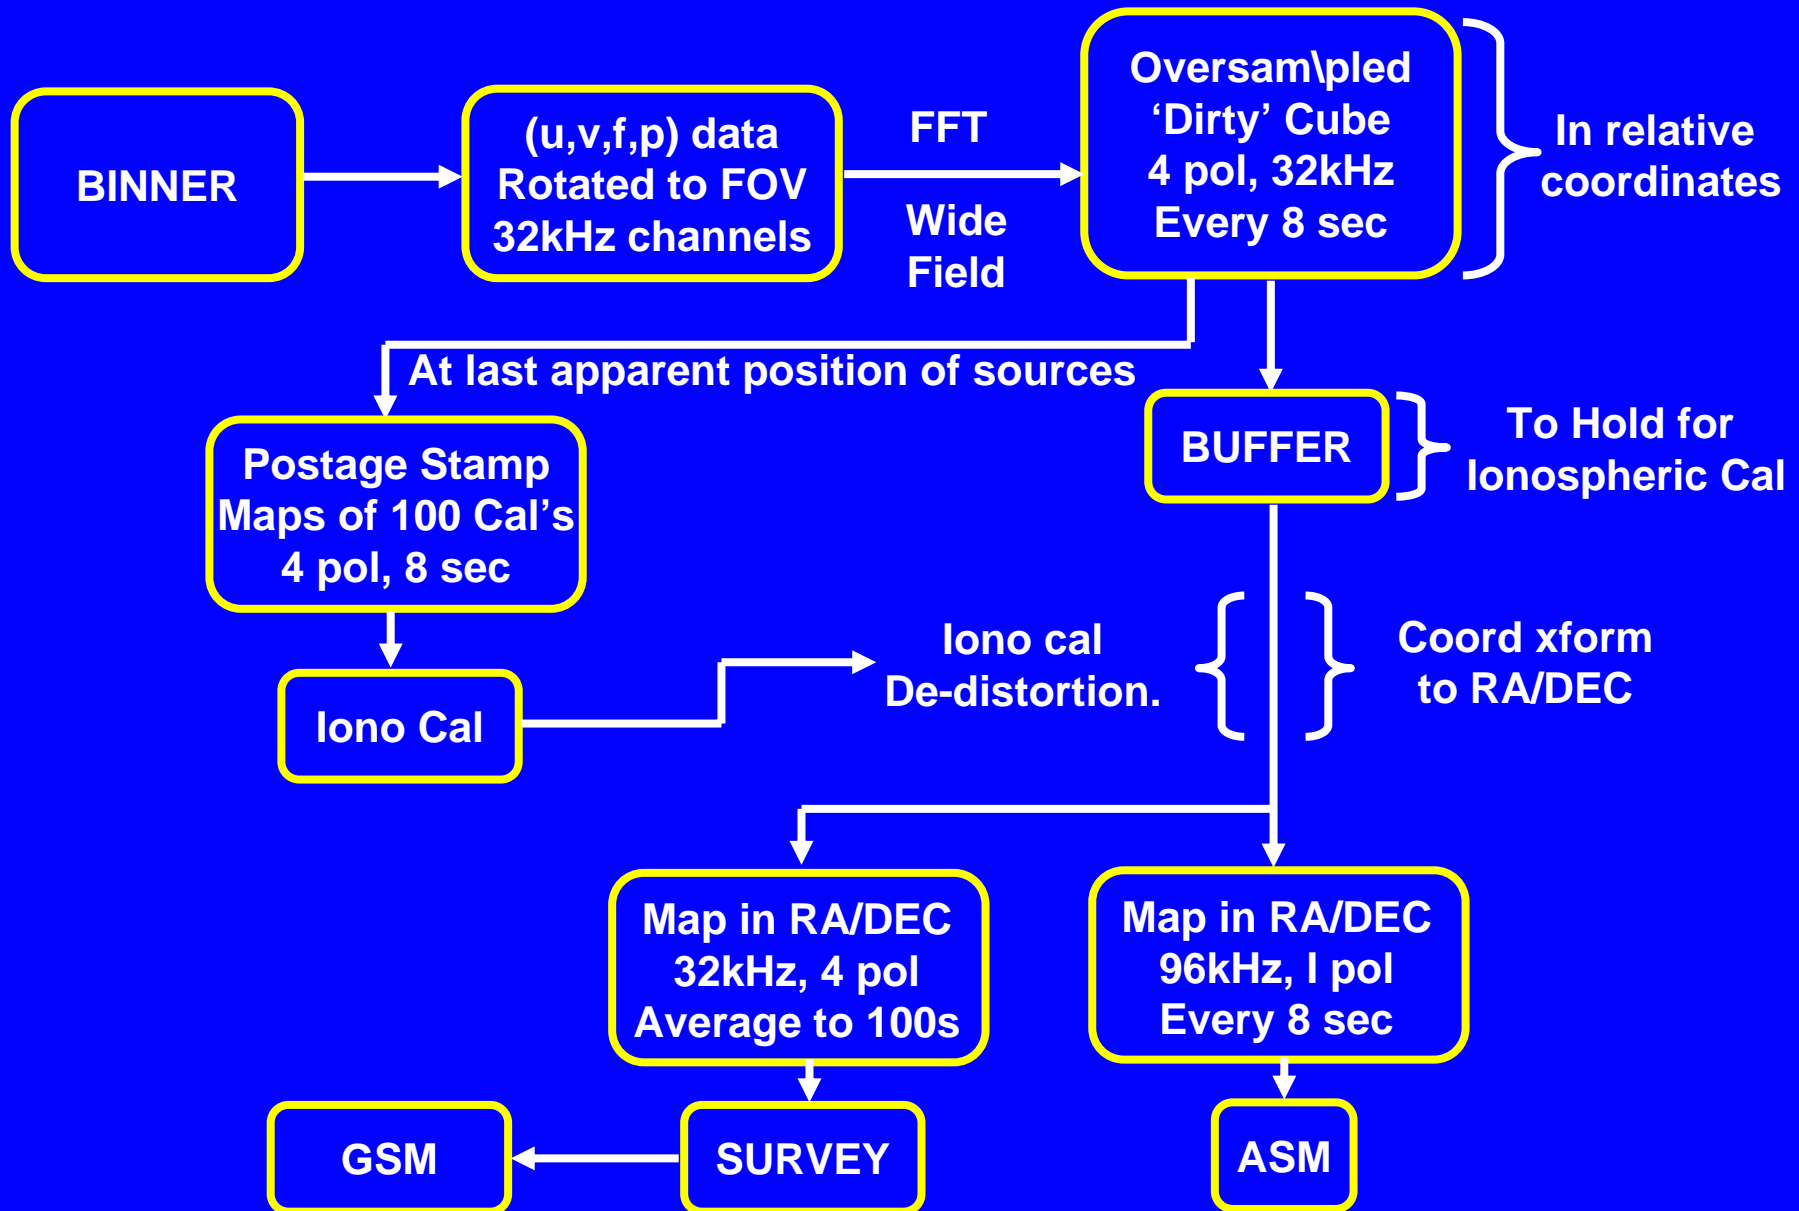 BINNER
(u,v,f,p) data
Rotated to FOV
32kHz channels
FFT
Wide
Field
Oversam\pled
‘Dirty’ Cube
4 pol, 32kHz
Every 8 sec
In relative
coordinates
At last apparent position of sources
Postage Stamp
Maps of 100 Cal’s
4 pol, 8 sec
BUFFER
To Hold for
Ionospheric Cal
Iono Cal
Iono cal
De-distortion.
Coord xform
to RA/DEC
Map in RA/DEC
32kHz, 4 pol
Average to 100s
Map in RA/DEC
96kHz, I pol
Every 8 sec
GSM
SURVEY
ASM